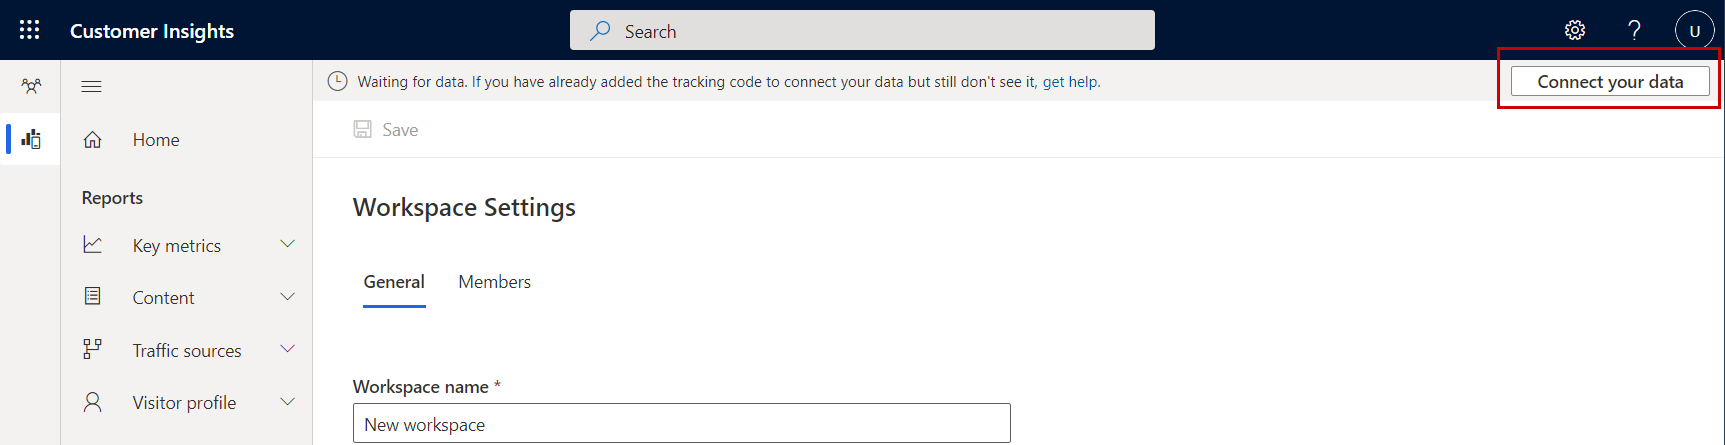 Customer Insights
Search
U
Waiting for data. If you have already added the tracking code to connect your data but still don't see it, get help.
Connect your data
Save
Home
Reports
Key metrics
Content
Traffic sources
Visitor profile
Workspace Settings
General Members
Workspace name *
New workspace